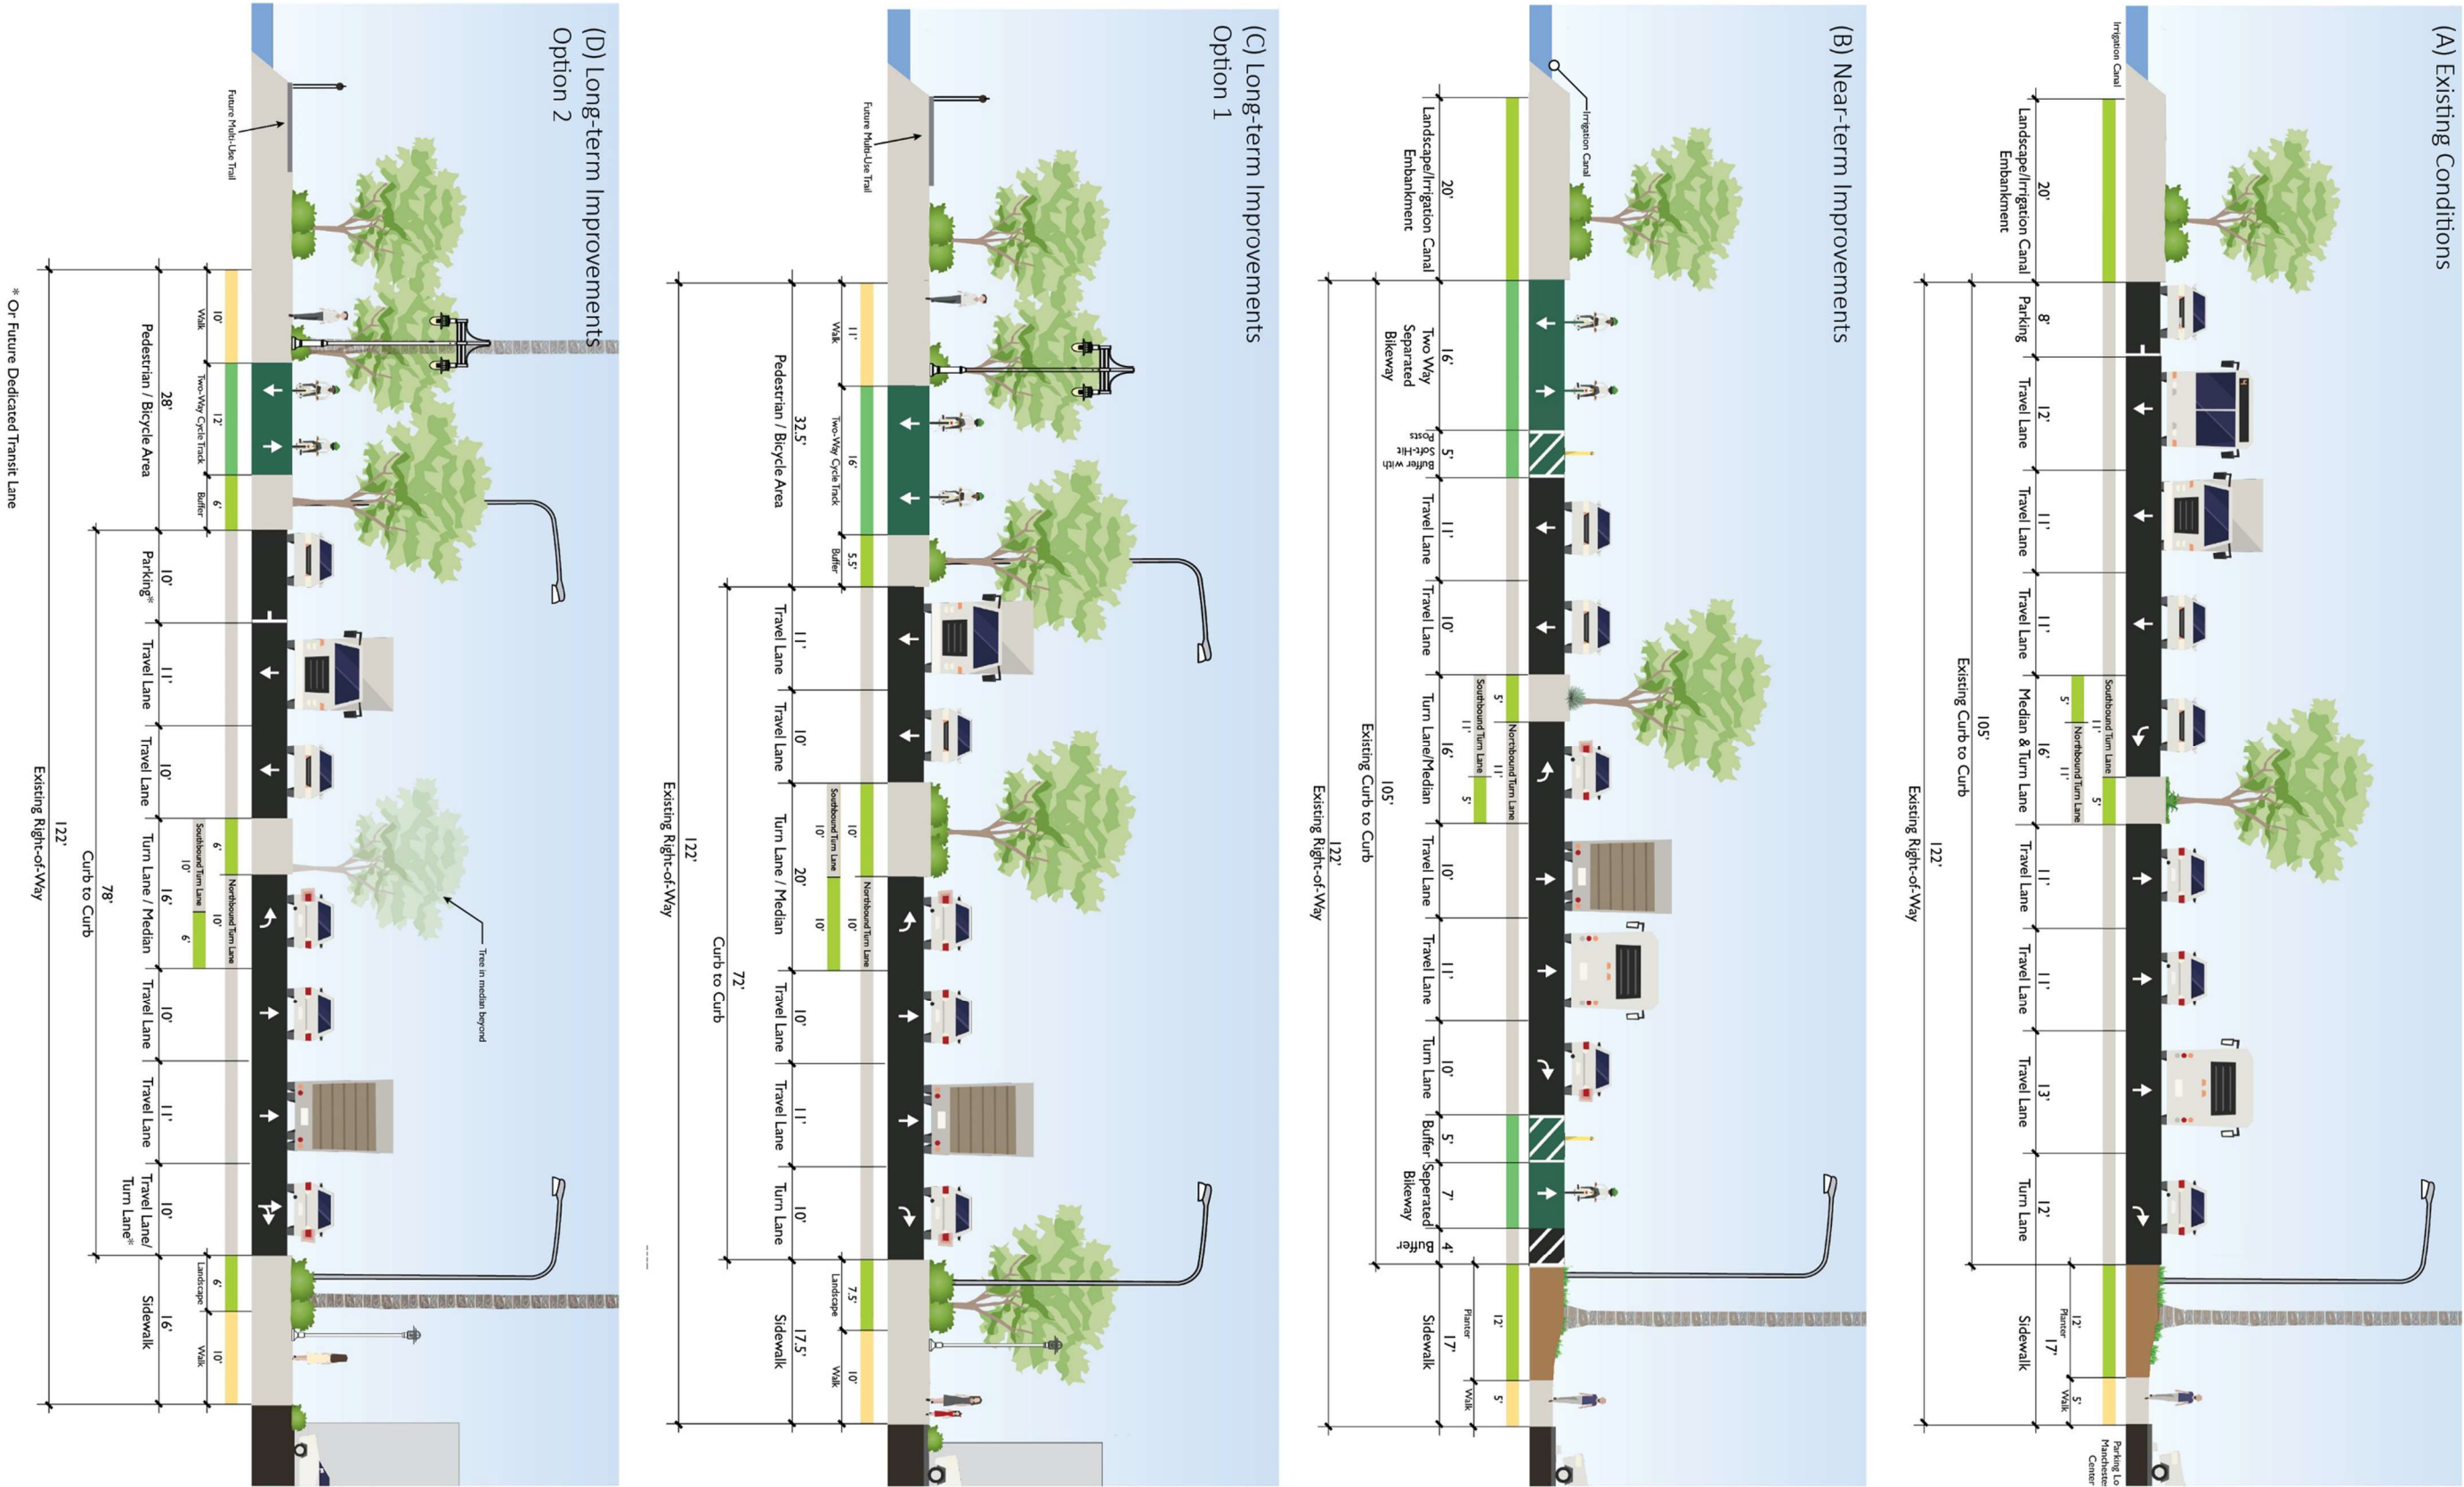 (A) Existing Conditions
Irrigation Canal
20'
Landscape/Irrigation Canal
Embankment
8'
Parking
12'
Travel Lane
11'
Travel Lane
11'
Travel Lane
Southbound Turn Lane
11'
5'
5'
Northbound Turn Lane
11'
16'
Median & Turn Lane
11'
Travel Lane
11'
Travel Lane
13'
Travel Lane
12'
Turn Lane
12'
Planter
5'
Walk
17'
Sidewalk
Parking Lo
Manchester
Center
105'
Existing Curb to Curb
122'
Existing Right-of-Way
(B) Near-term Improvements
Irrigation Canal
20'
Landscape/Irrigation Canal
Embankment
16'
Two Way
Separated
Bikeway
5'
Buffer with
Soft-Hit
Posts
11'
Travel Lane
10'
Travel Lane
5'
Northbound Turn Lane
11'
Southbound Turn Lane
11'
5'
16'
Turn Lane/Median
10'
Travel Lane
11'
Travel Lane
10'
Turn Lane
5'
Buffer
7'
Seperated
Bikeway
4'
Buffer
12'
Planter
5'
Walk
17'
Sidewalk
105'
Existing Curb to Curb
122'
Existing Right-of-Way
(C) Long-term Improvements
Option 1
Future Multi-Use Trail
11'
Walk
16'
Two-Way Cycle Track
5.5'
Buffer
32.5'
Pedestrian / Bicycle Area
11'
Travel Lane
10'
Travel Lane
10'
Northbound Turn Lane
10'
Southbound Turn Lane
10'
10'
20'
Turn Lane / Median
10'
Travel Lane
11'
Travel Lane
10'
Turn Lane
7.5'
Landscape
10'
Walk
17.5'
Sidewalk
72'
Curb to Curb
122'
Existing Right-of-Way
(D) Long-term Improvements
Option 2
Future Multi-Use Trail
Tree in median beyond
10'
Walk
12'
Two-Way Cycle Track
6'
Buffer
28'
Pedestrian / Bicycle Area
10'
Parking*
11'
Travel Lane
10'
Travel Lane
6'
Northbound Turn Lane
10'
Southbound Turn Lane
10'
6'
16'
Turn Lane / Median
10'
Travel Lane
11'
Travel Lane
10'
Travel Lane/
Turn Lane*
6'
Landscape
10'
Walk
16'
Sidewalk
78'
Curb to Curb
122'
Existing Right-of-Way
* Or Future Dedicated Transit Lane